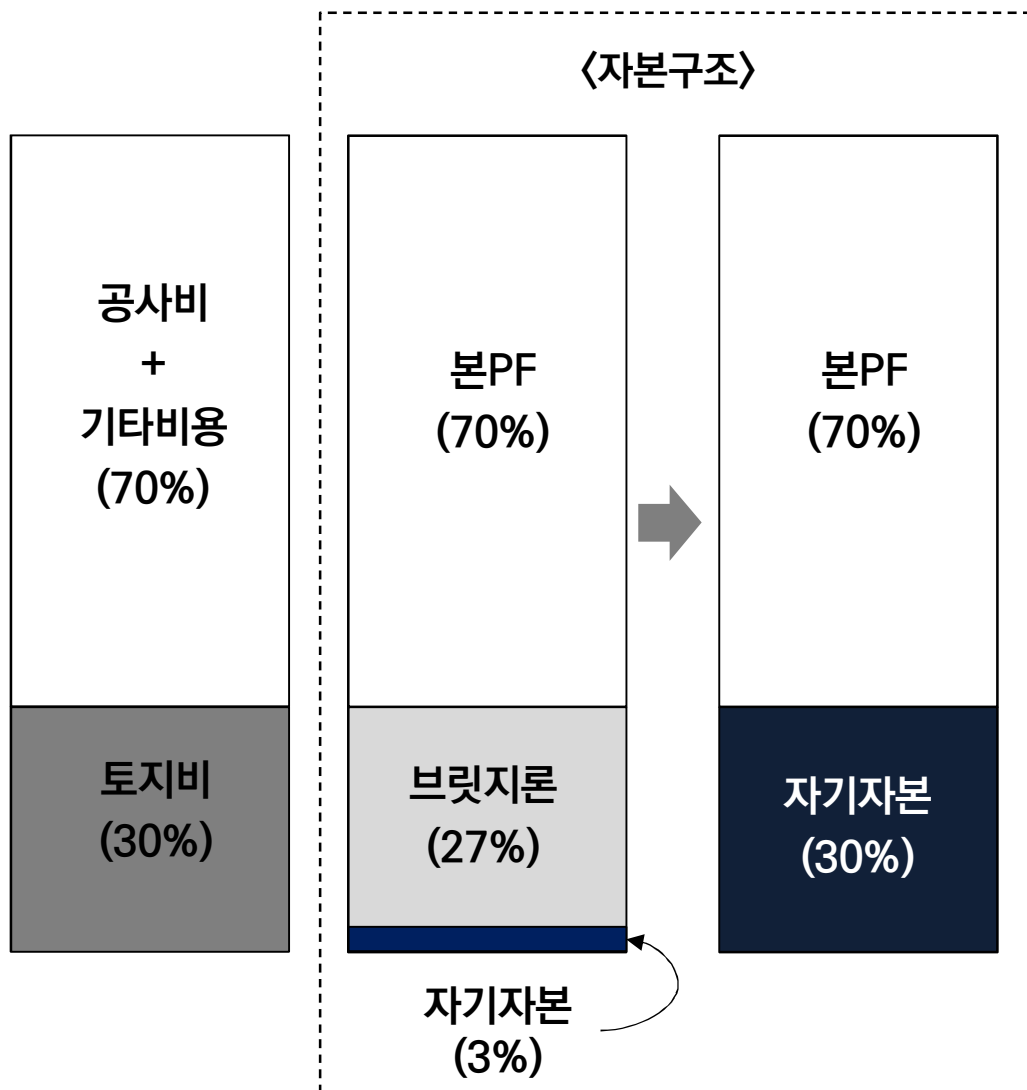 〈자본구조〉
공사비
+
기타비용
(70%)
토지비
(30%)
본PF
(70%)
브릿지론
(27%)
자기자본
(3%)
본PF
(70%)
자기자본
(30%)